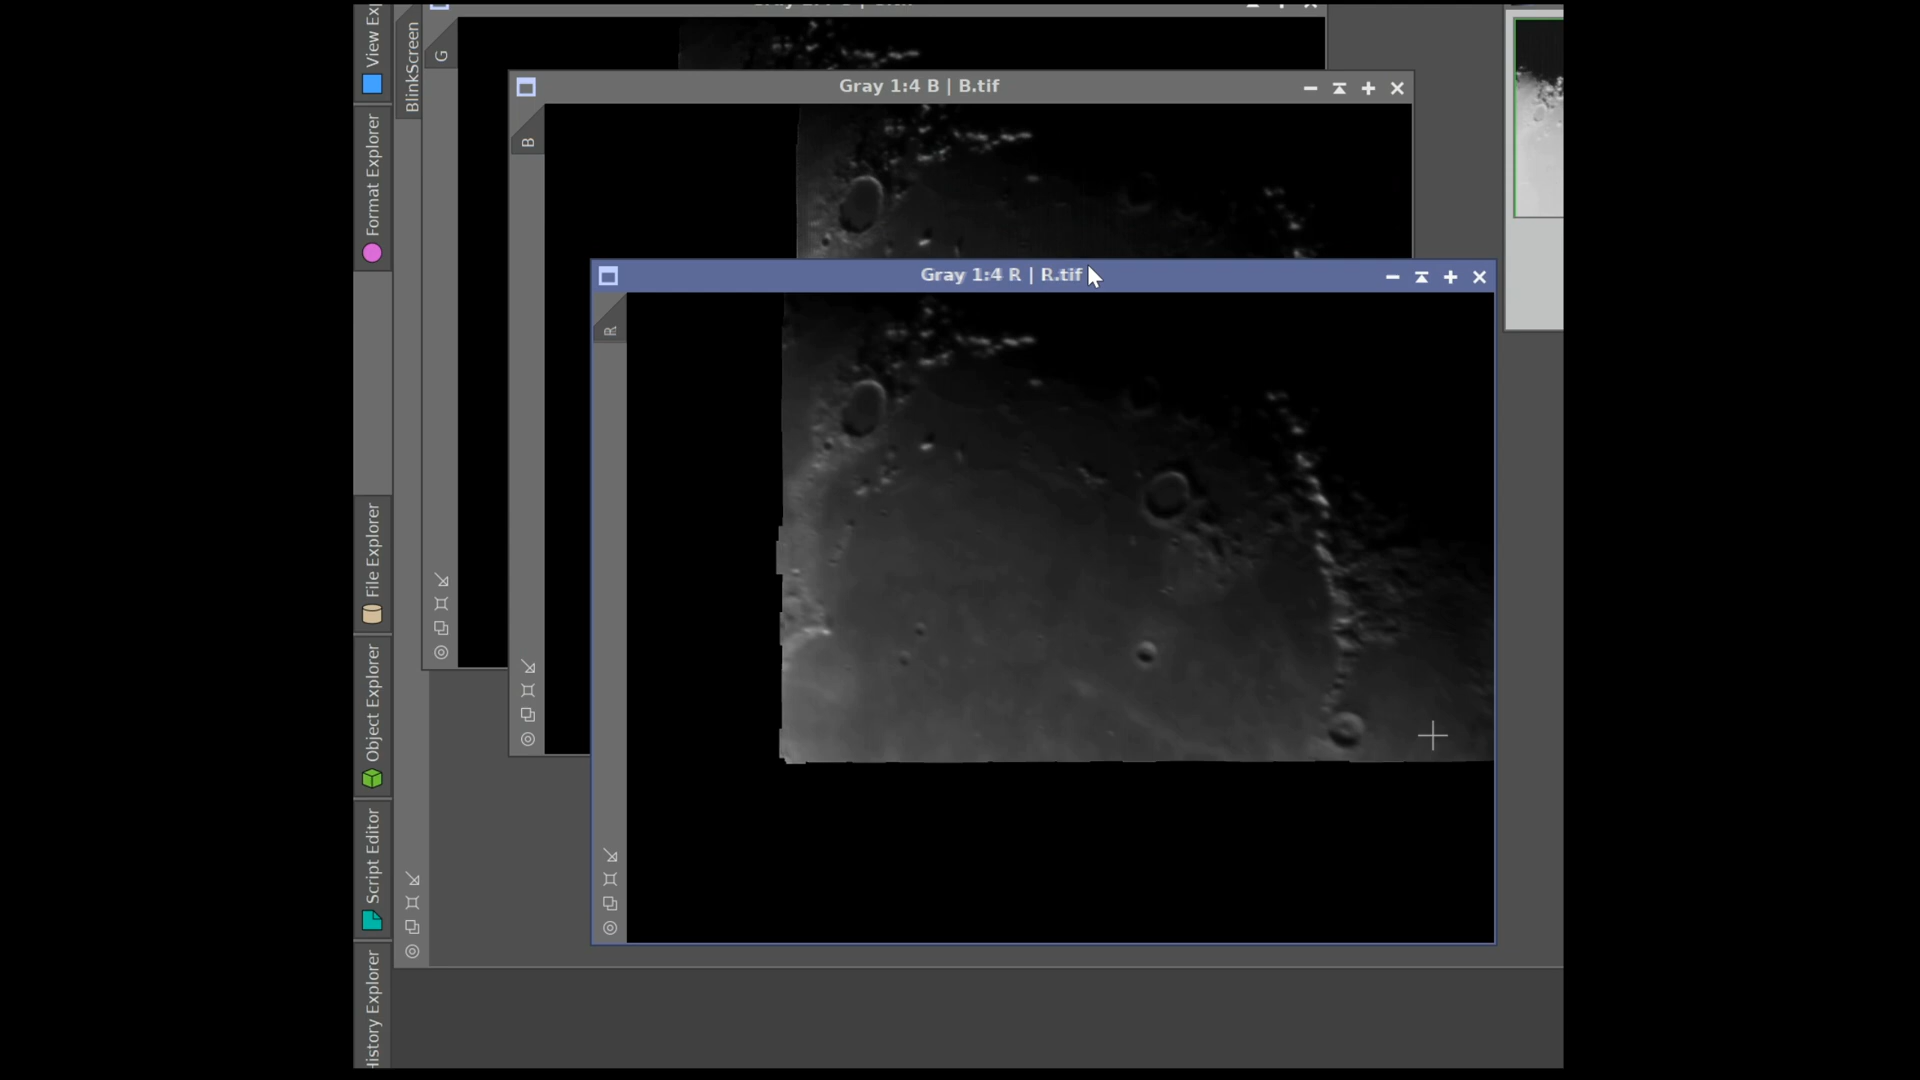 View Ex
Format Explorer
File Explorer
Object Explorer
Script Editor
History Explorer
BlinkScreen
G
Gray 1:4 B | B.tif
B
Gray 1:4 R | R.tif
R